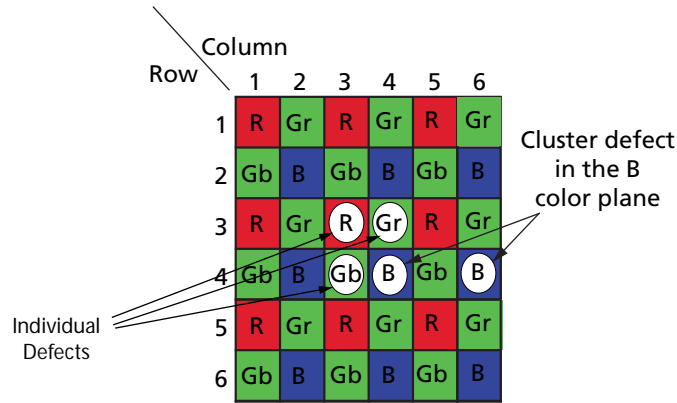 Column
Row
1 2 3 4 5 6
1 R Gr R Gr R Gr
2 Gb B Gb B Gb B
3 R Gr R Gr R Gr
4 Gb B Gb B Gb B
5 R Gr R Gr R Gr
6 Gb B Gb B Gb B
Cluster defect
in the B
color plane
Individual
Defects